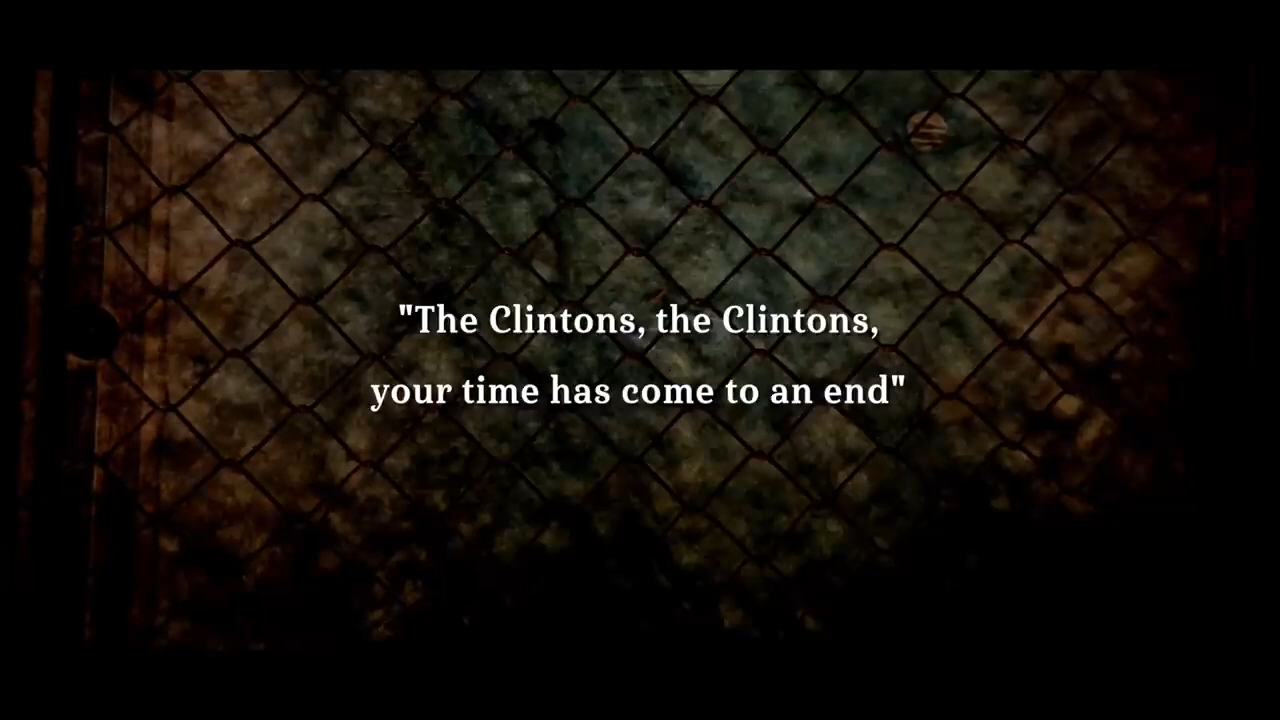 "The Clintons, the Clintons,
your time has come to an end"